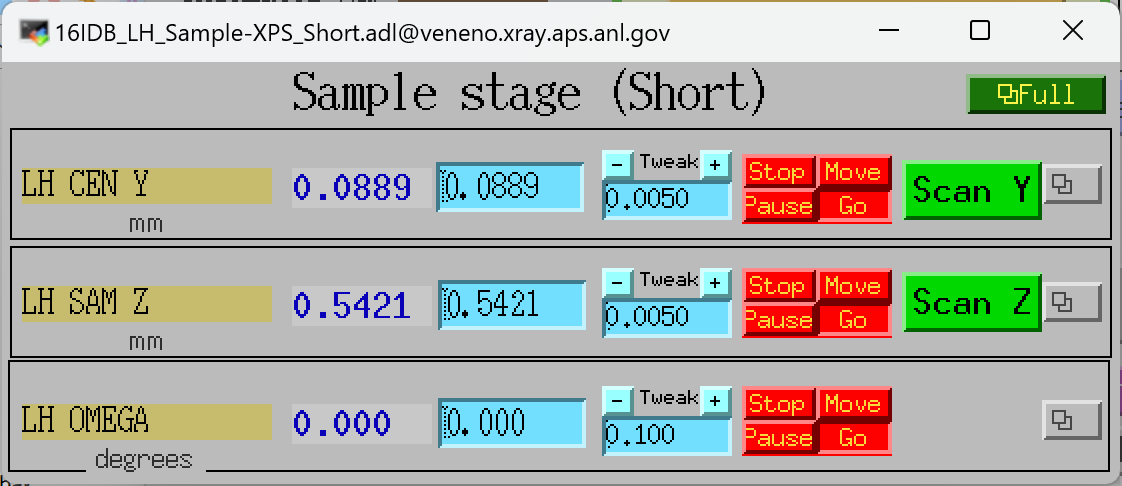 16IDB_LH_Sample-XPS_Short.adl@veneno.xray.aps.anl.gov
Sample stage (Short) Full
LH CEN Y 0.0889 0.0889 - Tweak + 0.0050 Stop Move Pause Go Scan Y
mm
LH SAM Z 0.5421 0.5421 - Tweak + 0.0050 Stop Move Pause Go Scan Z
mm
LH OMEGA 0.000 0.000 - Tweak + 0.100 Stop Move Pause Go
degrees